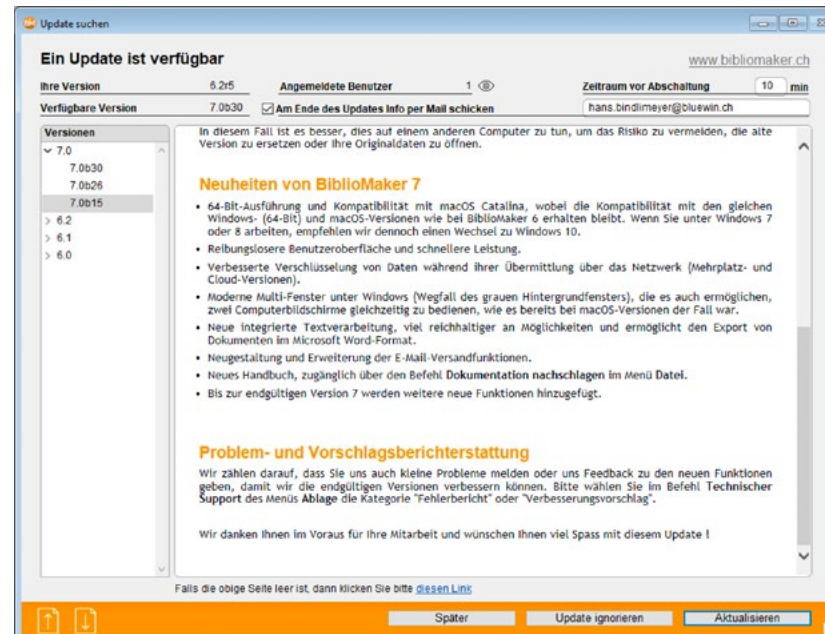 Update suchen
Ein Update ist verfügbar
www.bibliomaker.ch
Ihre Version 6.2r5 Angemeldete Benutzer 1 Zeitraum vor Abschaltung 10 min
Verfügbare Version 7.0b30 Am Ende des Updates Info per Mail schicken hans.bindlimeyer@bluewin.ch
Versionen
7.0
7.0b30
7.0b26
7.0b15
6.2
6.1
6.0
In diesem Fall ist es besser, dies auf einem anderen Computer zu tun, um das Risiko zu vermeiden, die alte
Version zu ersetzen oder Ihre Originaldaten zu öffnen.
Neuheiten von BiblioMaker 7
• 64-Bit-Ausführung und Kompatibilität mit macOS Catalina, wobei die Kompatibilität mit den gleichen
Windows- (64-Bit) und macOS-Versionen wie bei BiblioMaker 6 erhalten bleibt. Wenn Sie unter Windows 7
oder 8 arbeiten, empfehlen wir dennoch einen Wechsel zu Windows 10.
• Reibungslosere Benutzeroberfläche und schnellere Leistung.
• Verbesserte Verschlüsselung von Daten während ihrer Übermittlung über das Netzwerk (Mehrplatz- und
Cloud-Versionen).
• Moderne Multi-Fenster unter Windows (Wegfall des grauen Hintergrundfensters), die es auch ermöglichen,
zwei Computerbildschirme gleichzeitig zu bedienen, wie es bereits bei macOS-Versionen der Fall war.
• Neue integrierte Textverarbeitung, viel reichhaltiger an Möglichkeiten und ermöglicht den Export von
Dokumenten im Microsoft Word-Format.
• Neugestaltung und Erweiterung der E-Mail-Versandfunktionen.
• Neues Handbuch, zugänglich über den Befehl Dokumentation nachschlagen im Menü Datei.
• Bis zur endgültigen Version 7 werden weitere neue Funktionen hinzugefügt.
Problem- und Vorschlagsberichterstattung
Wir zählen darauf, dass Sie uns auch kleine Probleme melden oder uns Feedback zu den neuen Funktionen
geben, damit wir die endgültigen Versionen verbessern können. Bitte wählen Sie im Befehl Technischer
Support des Menüs Ablage die Kategorie "Fehlerbericht" oder "Verbesserungsvorschlag".
Wir danken Ihnen im Voraus für Ihre Mitarbeit und wünschen Ihnen viel Spass mit diesem Update !
Falls die obige Seite leer ist, dann klicken Sie bitte diesen Link
Später Update ignorieren Aktualisieren